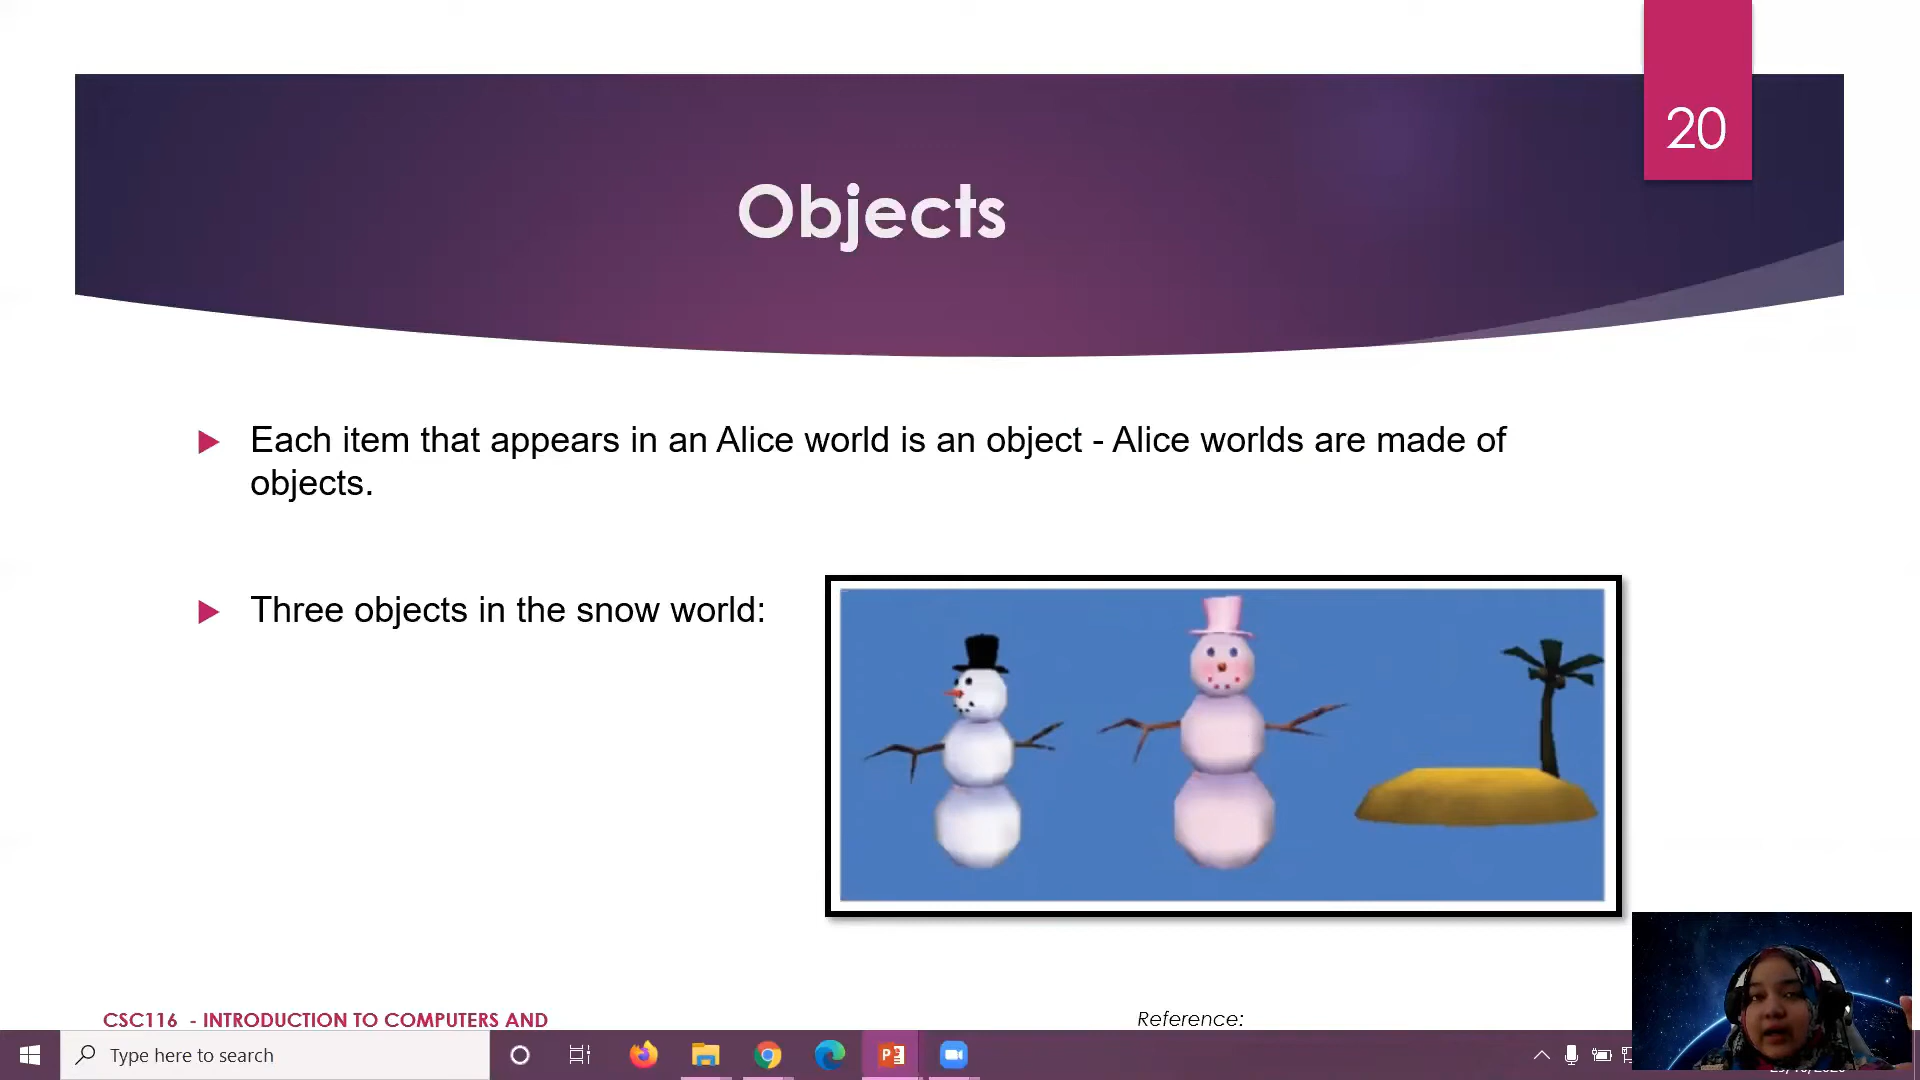 20
Objects
Each item that appears in an Alice world is an object - Alice worlds are made of
objects.
Three objects in the snow world:
CSC116 - INTRODUCTION TO COMPUTERS AND
Reference:
Type here to search